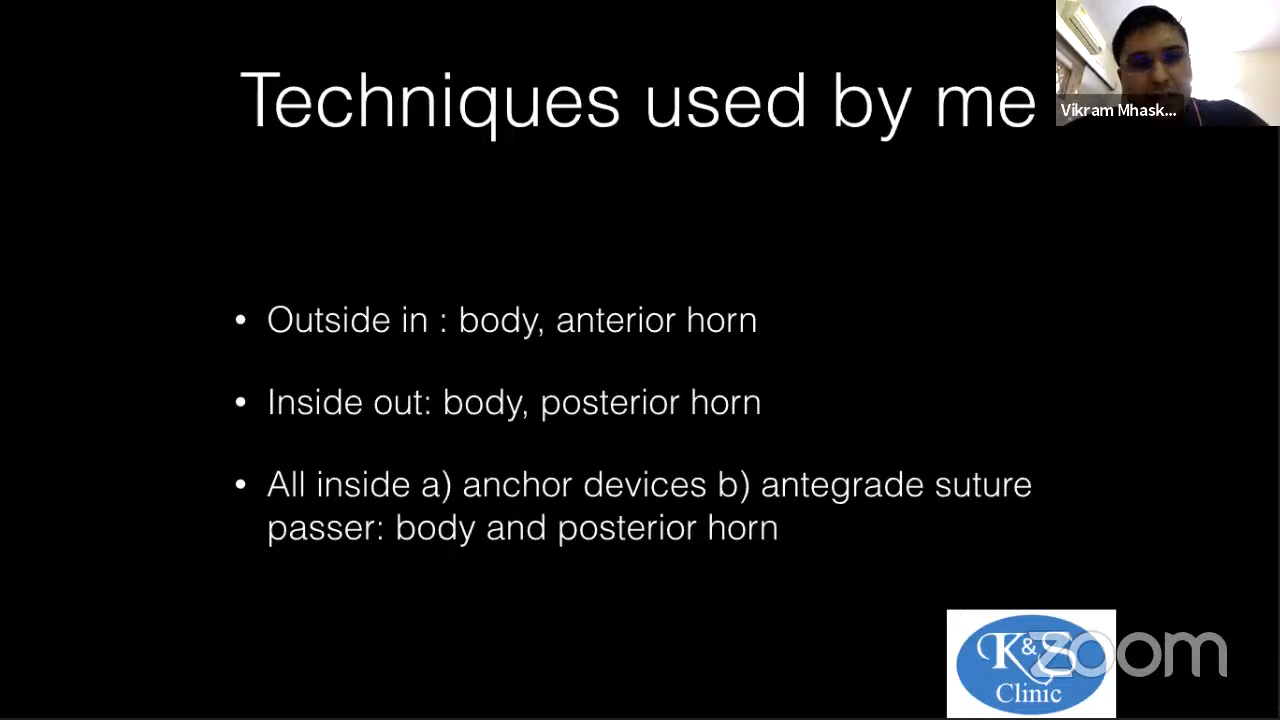 Techniques used by me
Vikram Mhask...
• Outside in : body, anterior horn
• Inside out: body, posterior horn
• All inside a) anchor devices b) antegrade suture
passer: body and posterior horn
K&S
Clinic
zoom